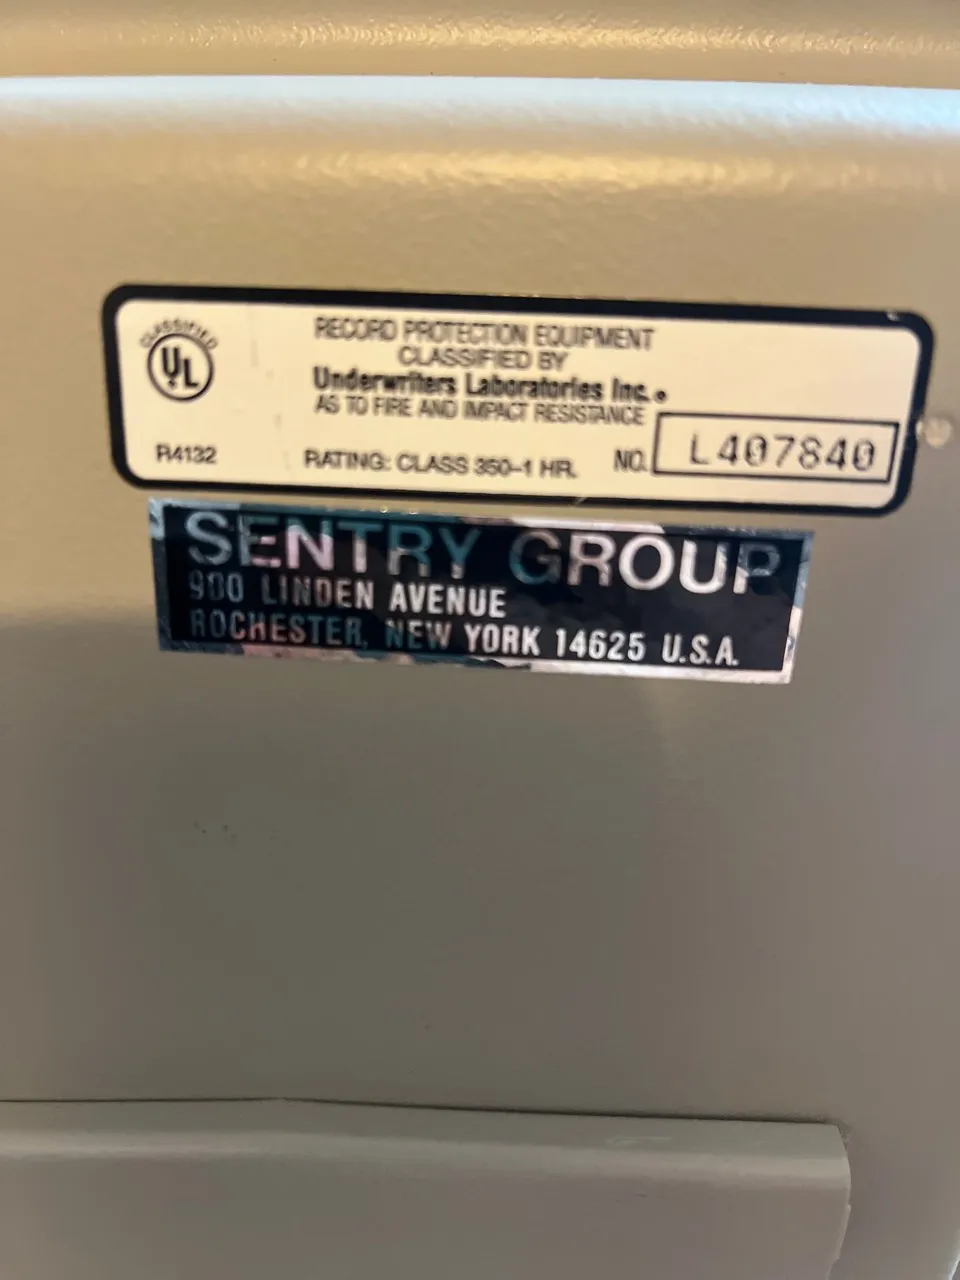 CLASSIFIED
UL
RECORD PROTECTION EQUIPMENT
CLASSIFIED BY
Underwriters Laboratories Inc.
AS TO FIRE AND IMPACT RESISTANCE
R4132
RATING: CLASS 350-1 HR.
NO. L407840
SENTRY GROUP
900 LINDEN AVENUE
ROCHESTER, NEW YORK 14625 U.S.A.